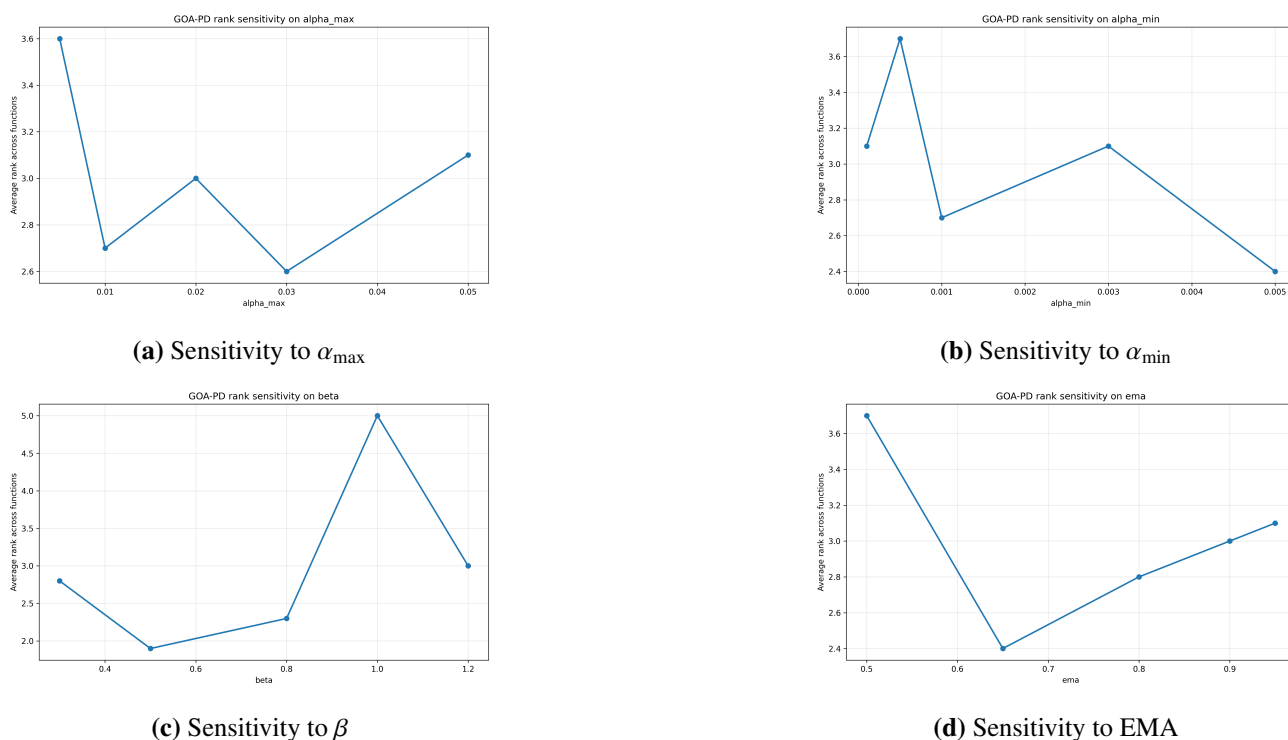 GOA-PD rank sensitivity on alpha_max
Average rank across functions
3.6
3.4
3.2
3.0
2.8
2.6
0.01 0.02 0.03 0.04 0.05
alpha_max
(a) Sensitivity to αmax
GOA-PD rank sensitivity on alpha_min
Average rank across functions
3.6
3.4
3.2
3.0
2.8
2.6
2.4
0.000 0.001 0.002 0.003 0.004 0.005
alpha_min
(b) Sensitivity to αmin
GOA-PD rank sensitivity on beta
Average rank across functions
5.0
4.5
4.0
3.5
3.0
2.5
2.0
0.4 0.6 0.8 1.0 1.2
beta
(c) Sensitivity to β
GOA-PD rank sensitivity on ema
Average rank across functions
3.6
3.4
3.2
3.0
2.8
2.6
2.4
0.5 0.6 0.7 0.8 0.9
ema
(d) Sensitivity to EMA